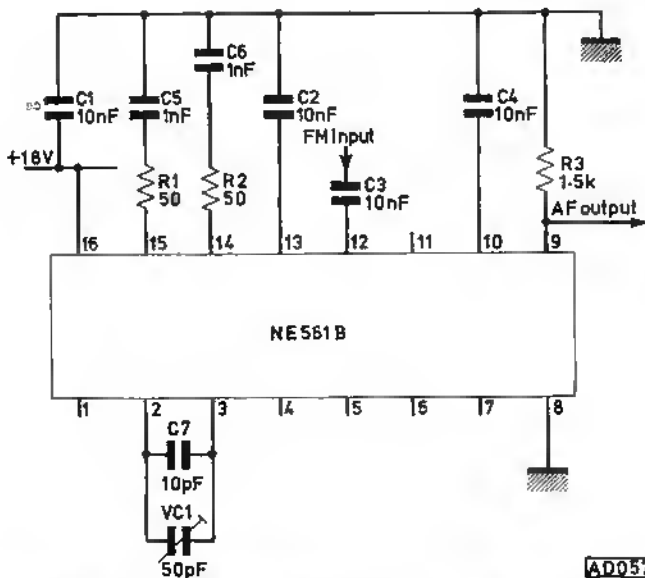 C1
10nF
C5
1nF
C6
1nF
C2
10nF
FM Input
C3
10nF
C4
10nF
R3
1·5k
+18V
R1
50
R2
50
AF output
16
15
14
13
12
11
10
9
NE561B
1
2
3
4
5
6
7
8
C7
10pF
VC1
50pF